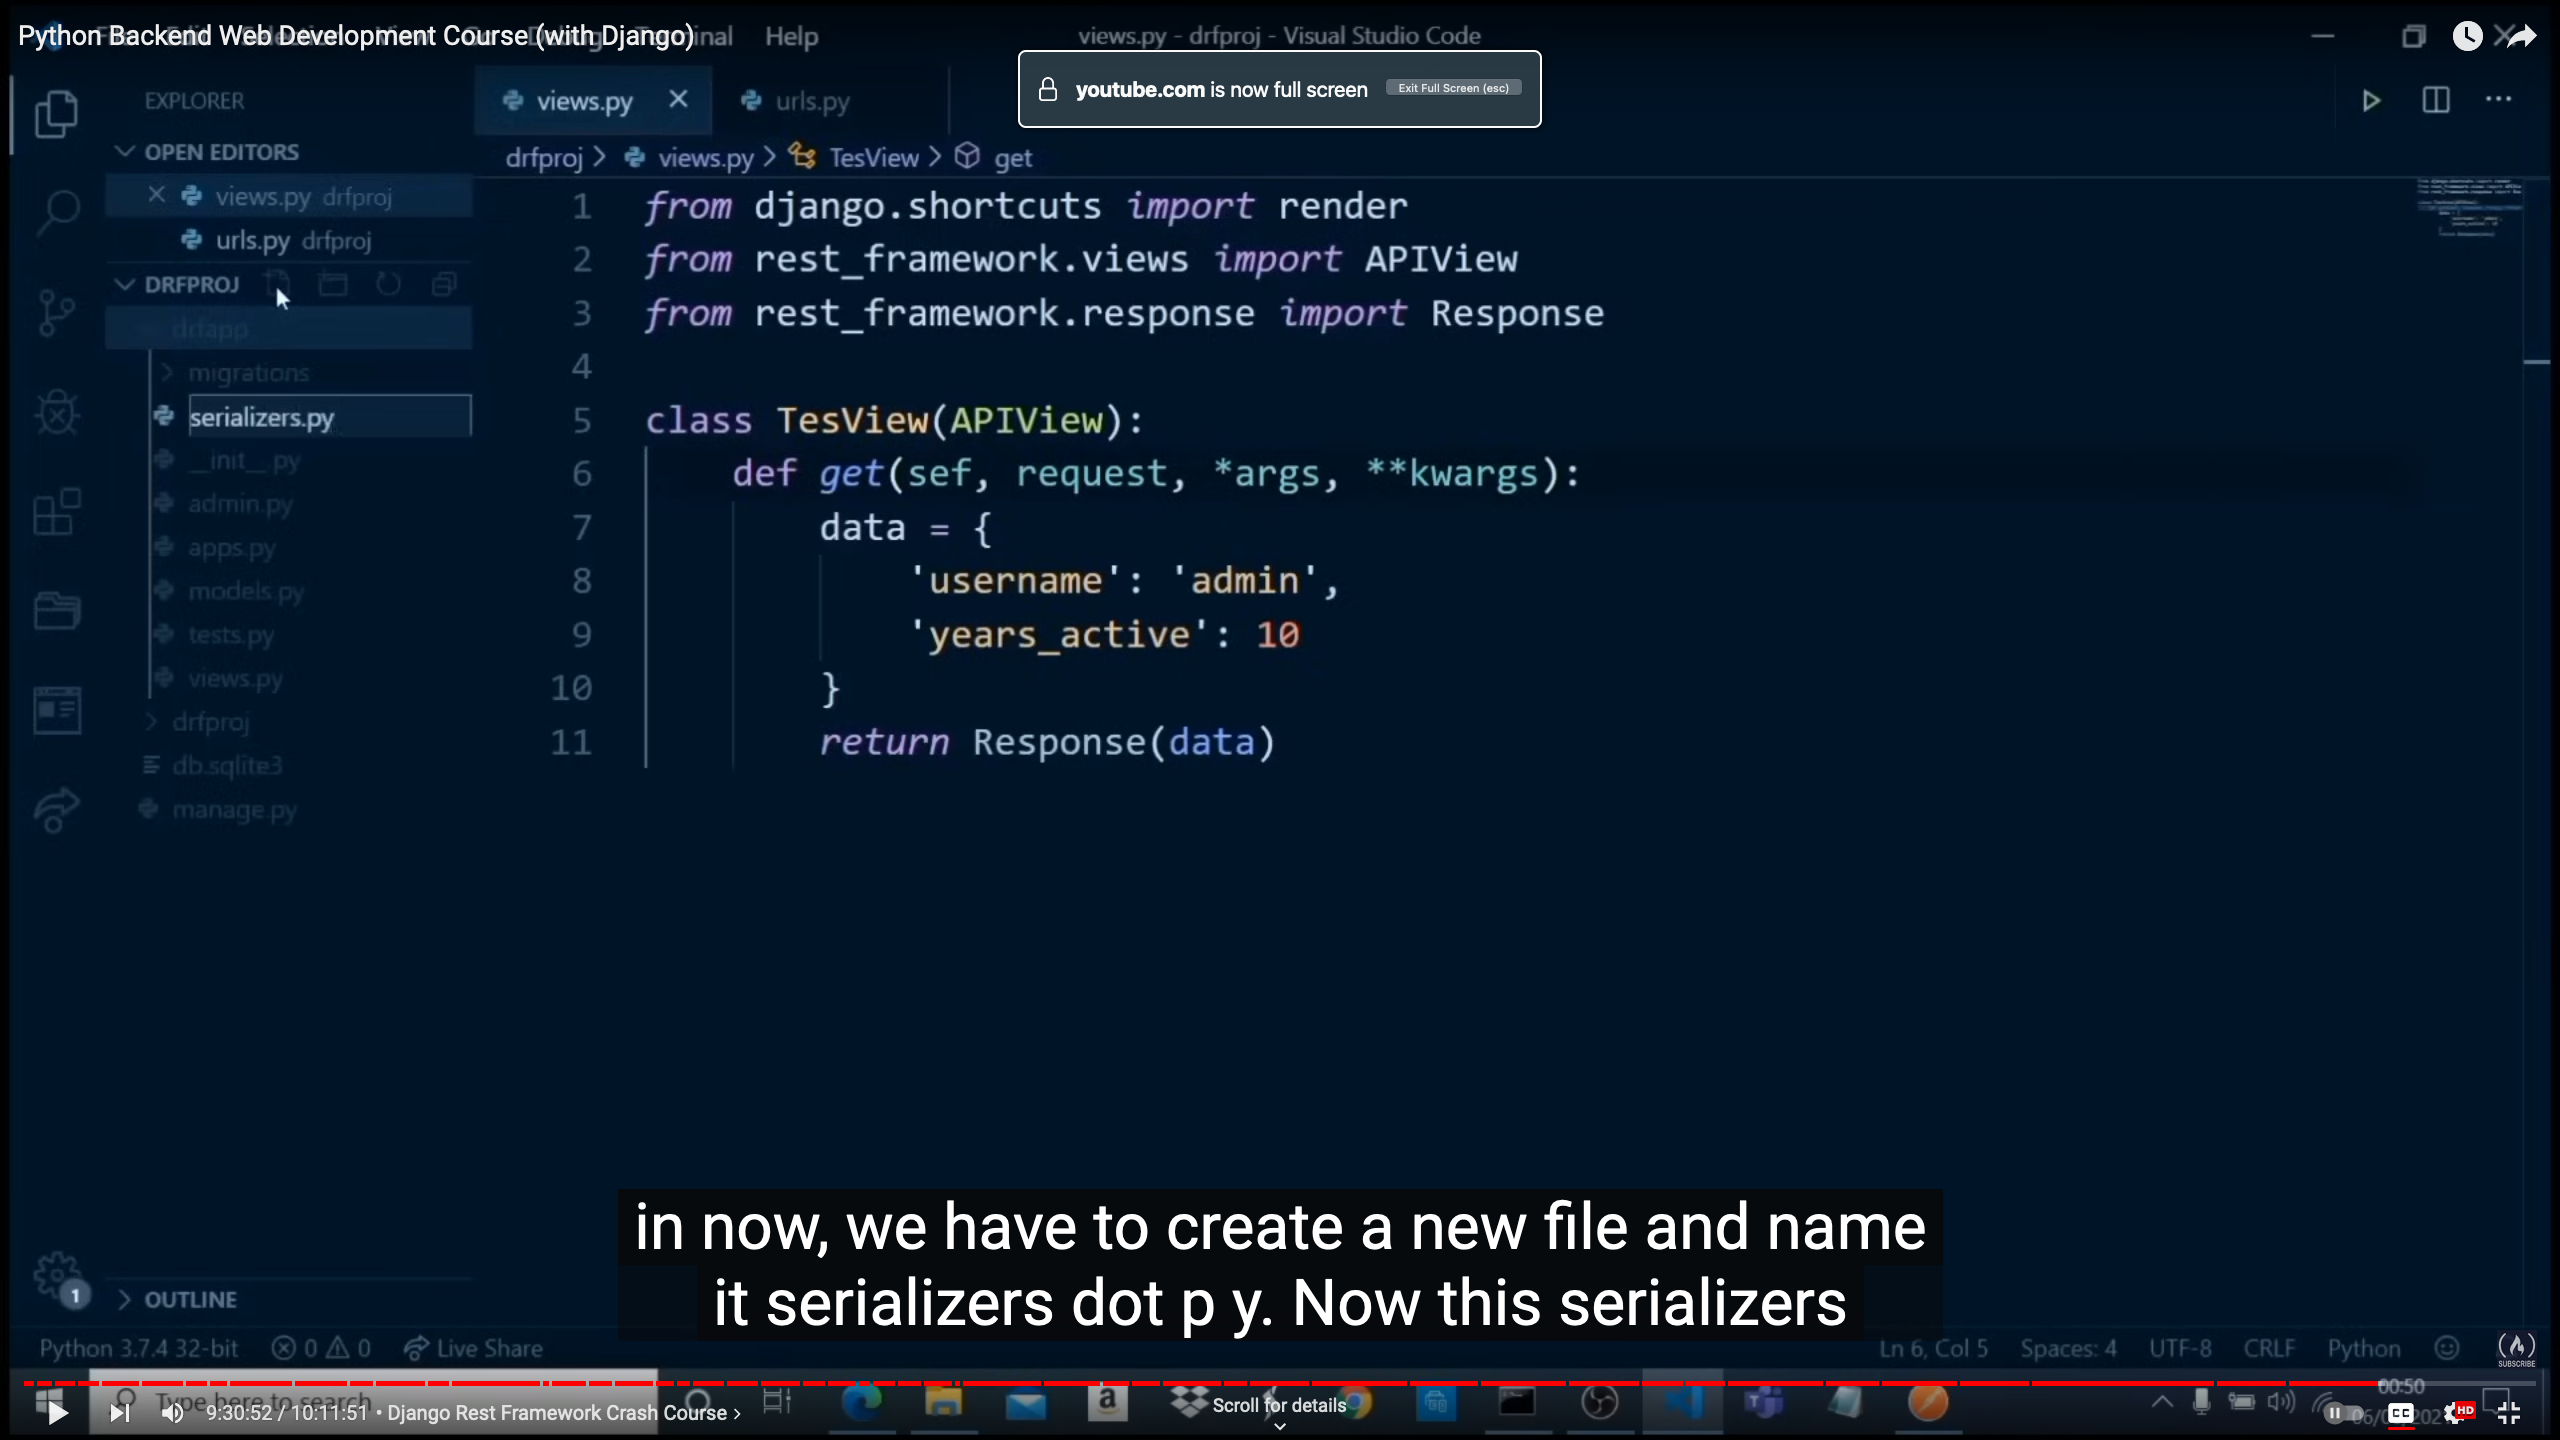 Python Backend Web Development Course (with Django)
Help
views.py - drfproj - Visual Studio Code
youtube.com is now full screen
Exit Full Screen (esc)
EXPLORER
views.py
urls.py
OPEN EDITORS
drfproj > views.py > TesView > get
views.py drfproj
urls.py drfproj
DRFPROJ
drfapp
migrations
serializers.py
__init__.py
admin.py
apps.py
models.py
tests.py
views.py
drfproj
db.sqlite3
manage.py
1 from django.shortcuts import render
2 from rest_framework.views import APIView
3 from rest_framework.response import Response
4
5 class TesView(APIView):
6 def get(sef, request, *args, **kwargs):
7 data = {
8 'username': 'admin',
9 'years_active': 10
10 }
11 return Response(data)
in now, we have to create a new file and name
it serializers dot p y. Now this serializers
1
OUTLINE
Python 3.7.4 32-bit
0 0
Live Share
Ln 6, Col 5
Spaces: 4
UTF-8
CRLF
Python
SUBSCRIBE
Type here to search
00:50
9:30:52 / 10:11:51 • Django Rest Framework Crash Course >
Scroll for details
CC
HD